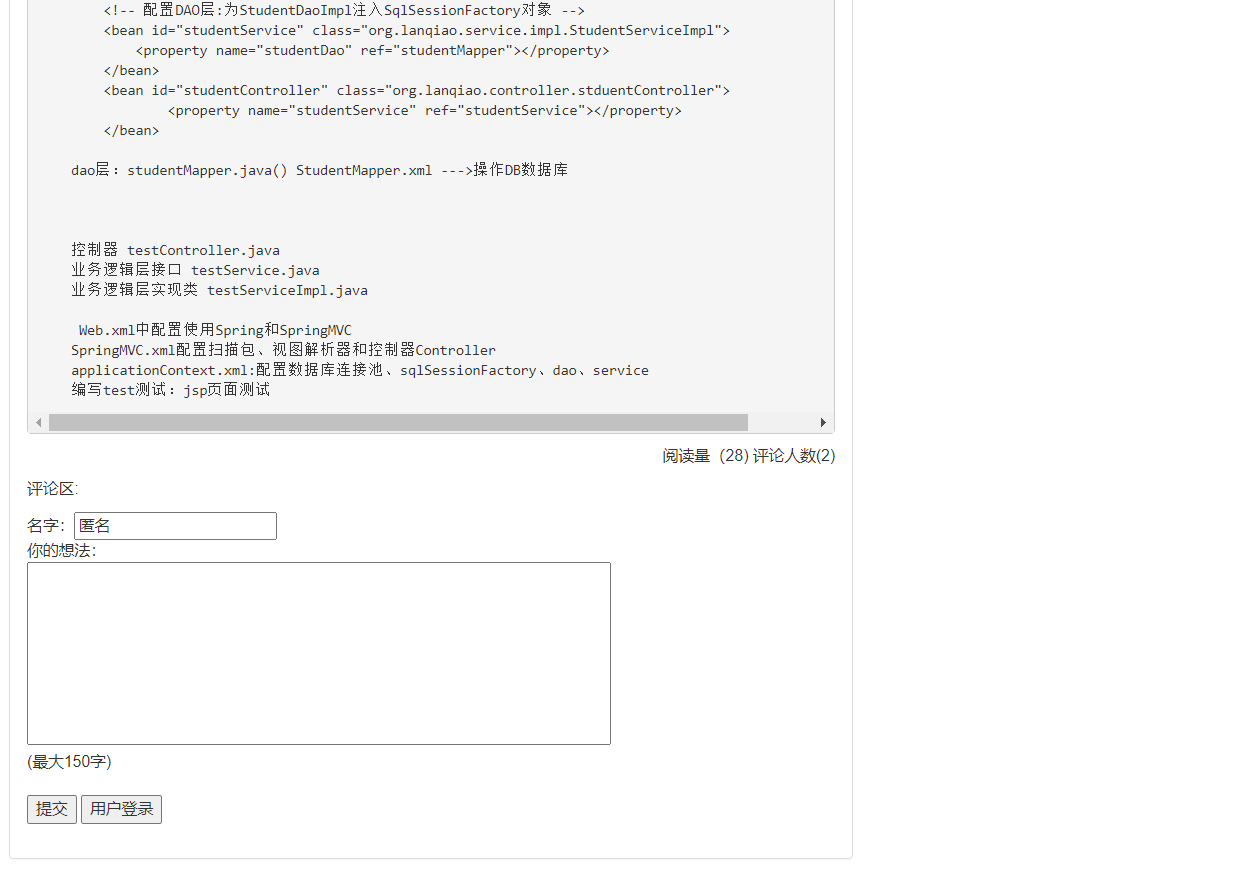 <!-- 配置DAO层:为StudentDaoImpl注入SqlSessionFactory对象 -->
<bean id="studentService" class="org.lanqiao.service.impl.StudentServiceImpl">
<property name="studentDao" ref="studentMapper"></property>
</bean>
<bean id="studentController" class="org.lanqiao.controller.stduentController">
<property name="studentService" ref="studentService"></property>
</bean>
dao层：studentMapper.java() StudentMapper.xml --->操作DB数据库
控制器 testController.java
业务逻辑层接口 testService.java
业务逻辑层实现类 testServiceImpl.java
Web.xml中配置使用Spring和SpringMVC
SpringMVC.xml配置扫描包、视图解析器和控制器Controller
applicationContext.xml:配置数据库连接池、sqlSessionFactory、dao、service
编写test测试：jsp页面测试
阅读量（28) 评论人数(2)
评论区:
名字： 匿名
你的想法：
(最大150字)
提交 用户登录